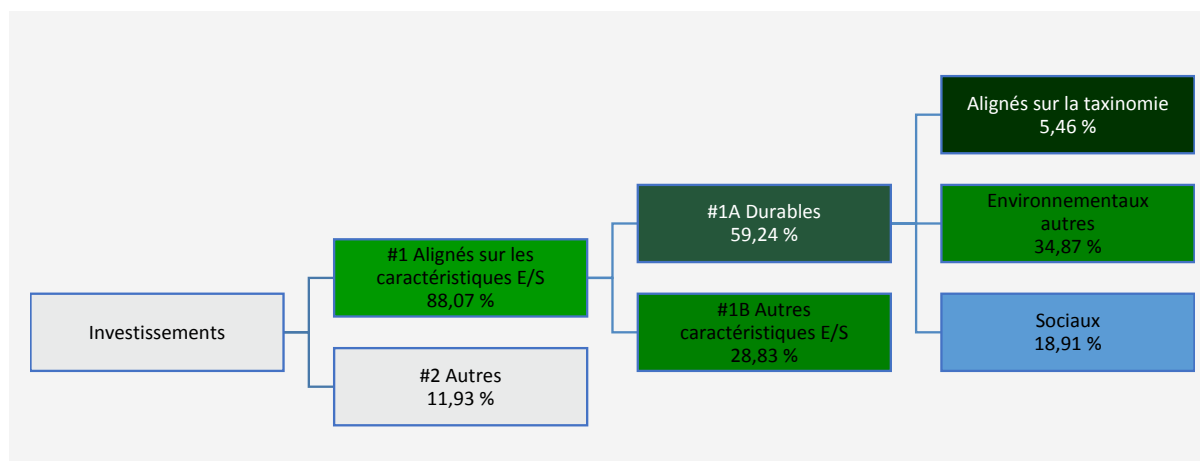 Investissements
#1 Alignés sur les
caractéristiques E/S
88,07 %
#2 Autres
11,93 %
#1A Durables
59,24 %
#1B Autres
caractéristiques E/S
28,83 %
Alignés sur la taxinomie
5,46 %
Environnementaux
autres
34,87 %
Sociaux
18,91 %